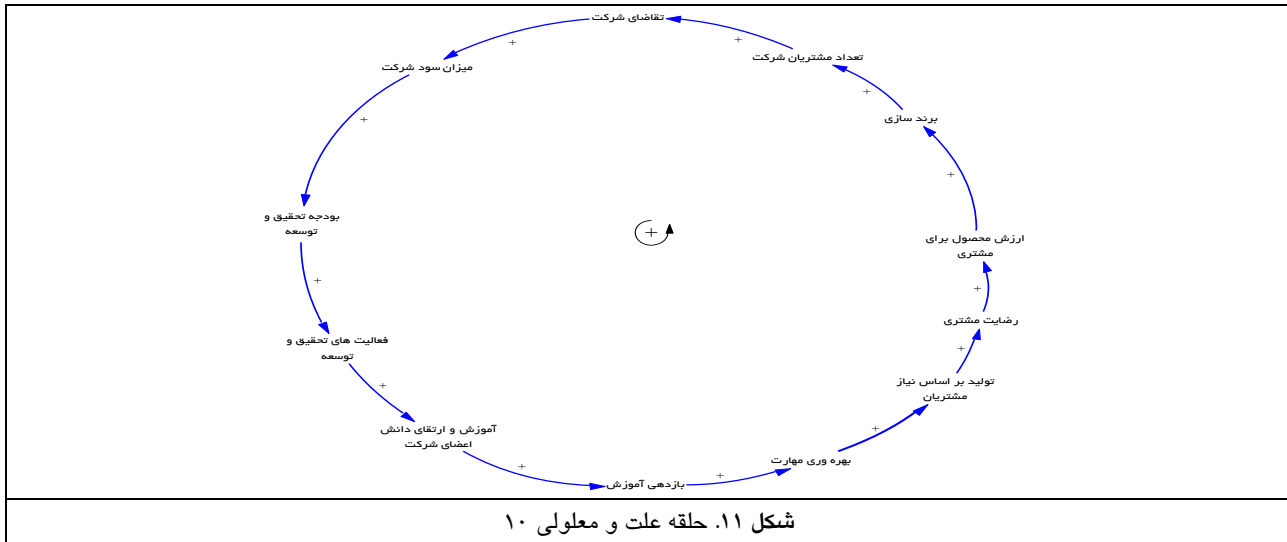 تقاضای شرکت
+
+
تعداد مشتریان شرکت
میزان سود شرکت
+
+
برند سازی
+
بودجه تحقیق و
توسعه
+
ارزش محصول برای
مشتری
+
+
رضایت مشتری
فعالیت های تحقیق و
توسعه
+
+
تولید بر اساس نیاز
مشتریان
آموزش و ارتقای دانش
اعضای شرکت
+
بهره وری مهارت
+
+
بازدهی آموزش
شکل ۱۱. حلقه علت و معلولی ۱۰